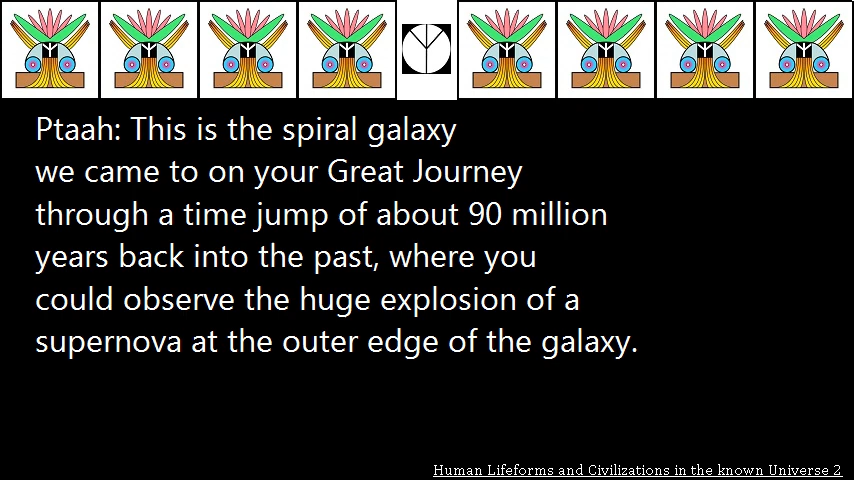 Ptaah: This is the spiral galaxy
we came to on your Great Journey
through a time jump of about 90 million
years back into the past, where you
could observe the huge explosion of a
supernova at the outer edge of the galaxy.
Human Lifeforms and Civilizations in the known Universe 2